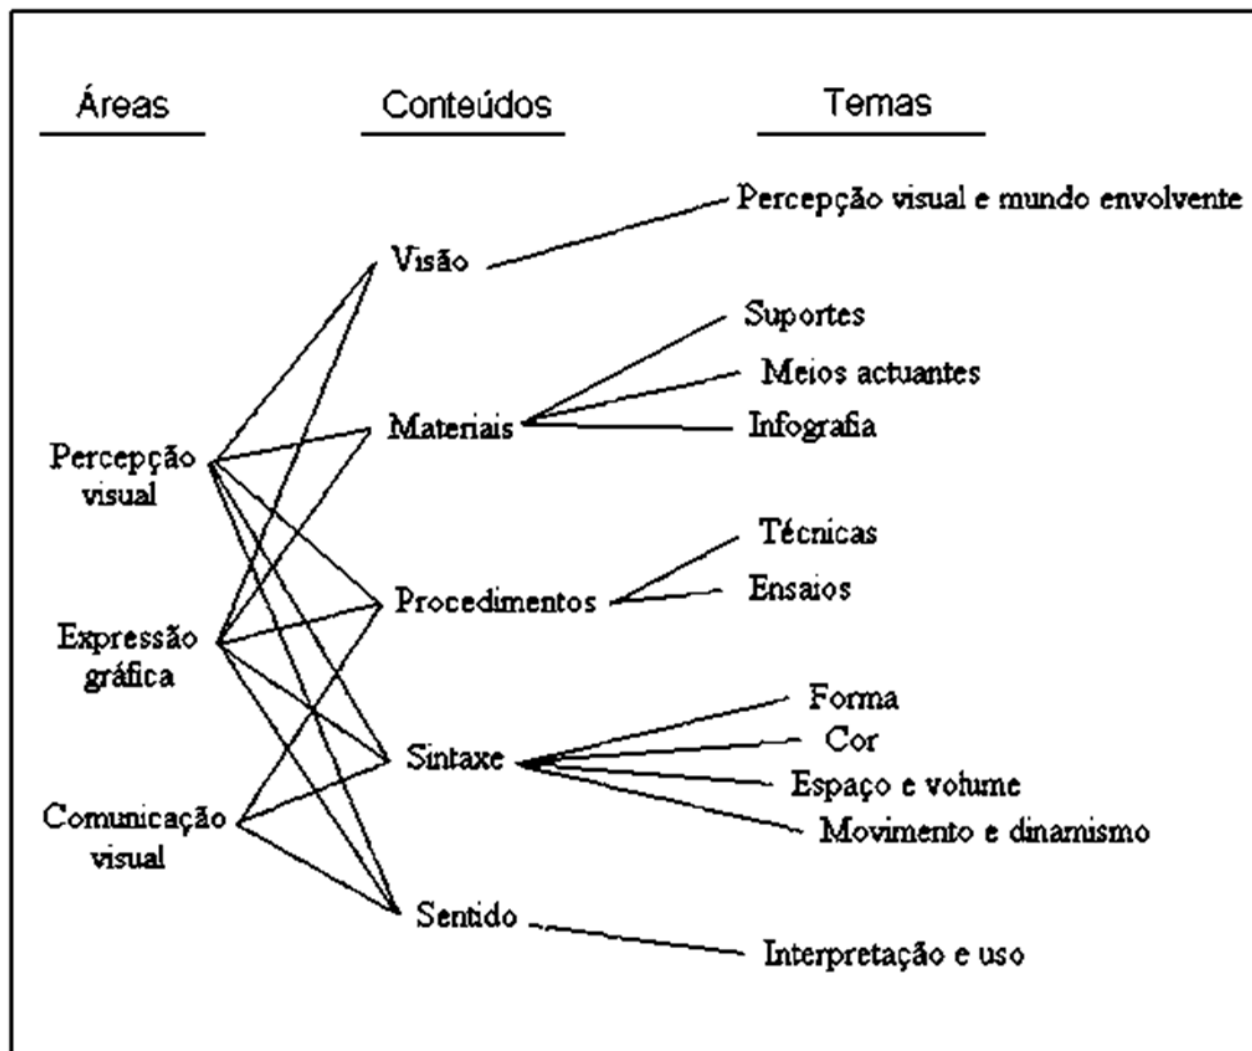 Áreas
Conteúdos
Temas
Percepção visual e mundo envolvente
Visão
Suportes
Meios actuantes
Materiais
Infografia
Percepção
visual
Técnicas
Procedimentos
Ensaios
Expressão
gráfica
Forma
Cor
Sintaxe
Espaço e volume
Comunicação
visual
Movimento e dinamismo
Sentido
Interpretação e uso